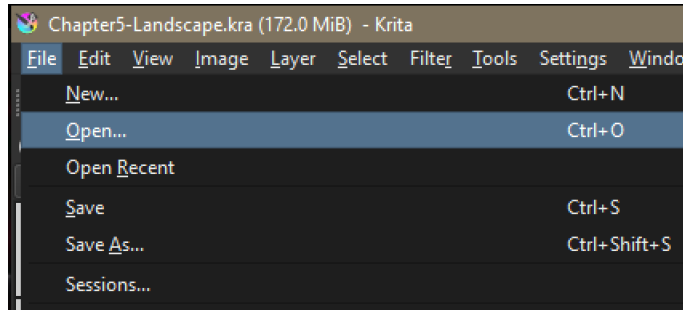 Chapter5-Landscape.kra (172.0 MiB) - Krita
File Edit View Image Layer Select Filter Tools Settings Windo
New... Ctrl+N
Open... Ctrl+O
Open Recent
Save Ctrl+S
Save As... Ctrl+Shift+S
Sessions...